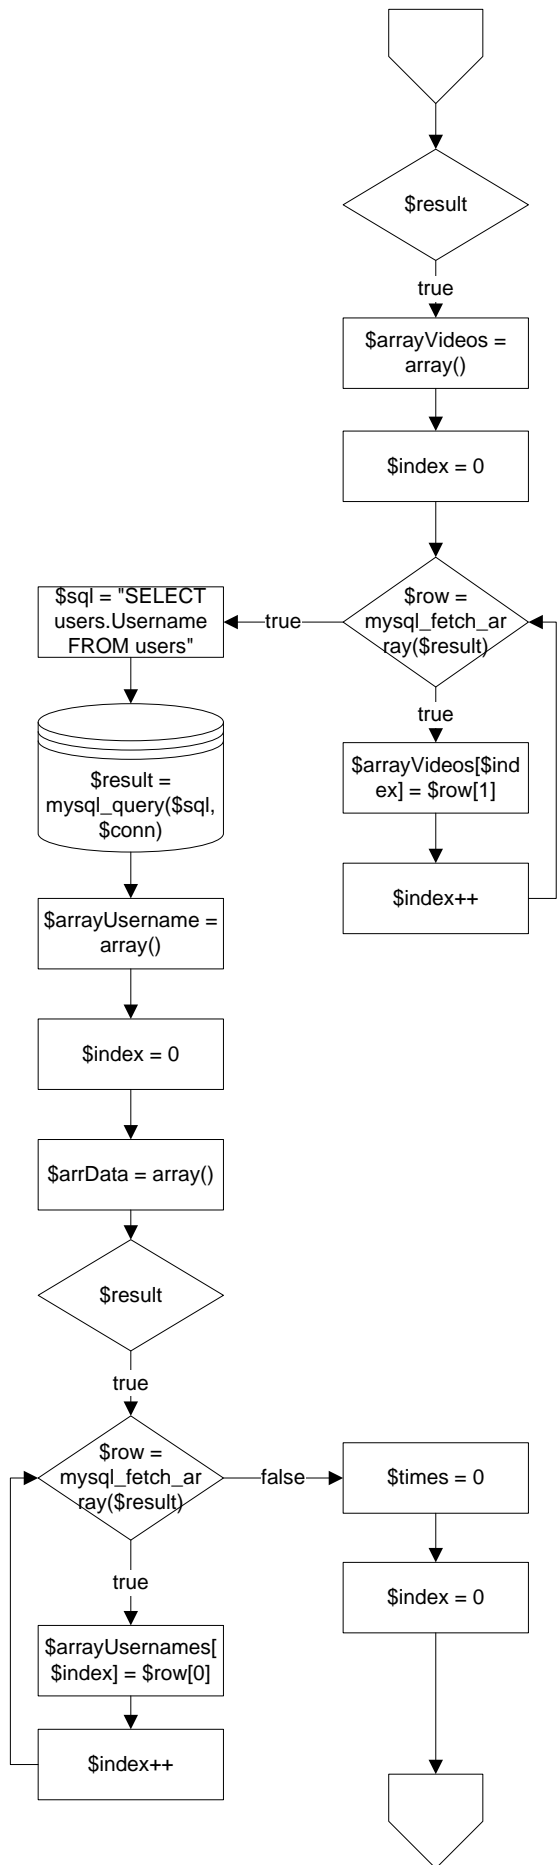 $result
true
$arrayVideos =
array()
$index = 0
$row =
mysql_fetch_ar
ray($result)
true
$arrayVideos[$ind
ex] = $row[1]
$index++
true
$sql = "SELECT
users.Username
FROM users"
$result =
mysql_query($sql,
$conn)
$arrayUsername =
array()
$index = 0
$arrData = array()
$result
true
$row =
mysql_fetch_ar
ray($result)
true
$arrayUsernames[
$index] = $row[0]
$index++
false
$times = 0
$index = 0